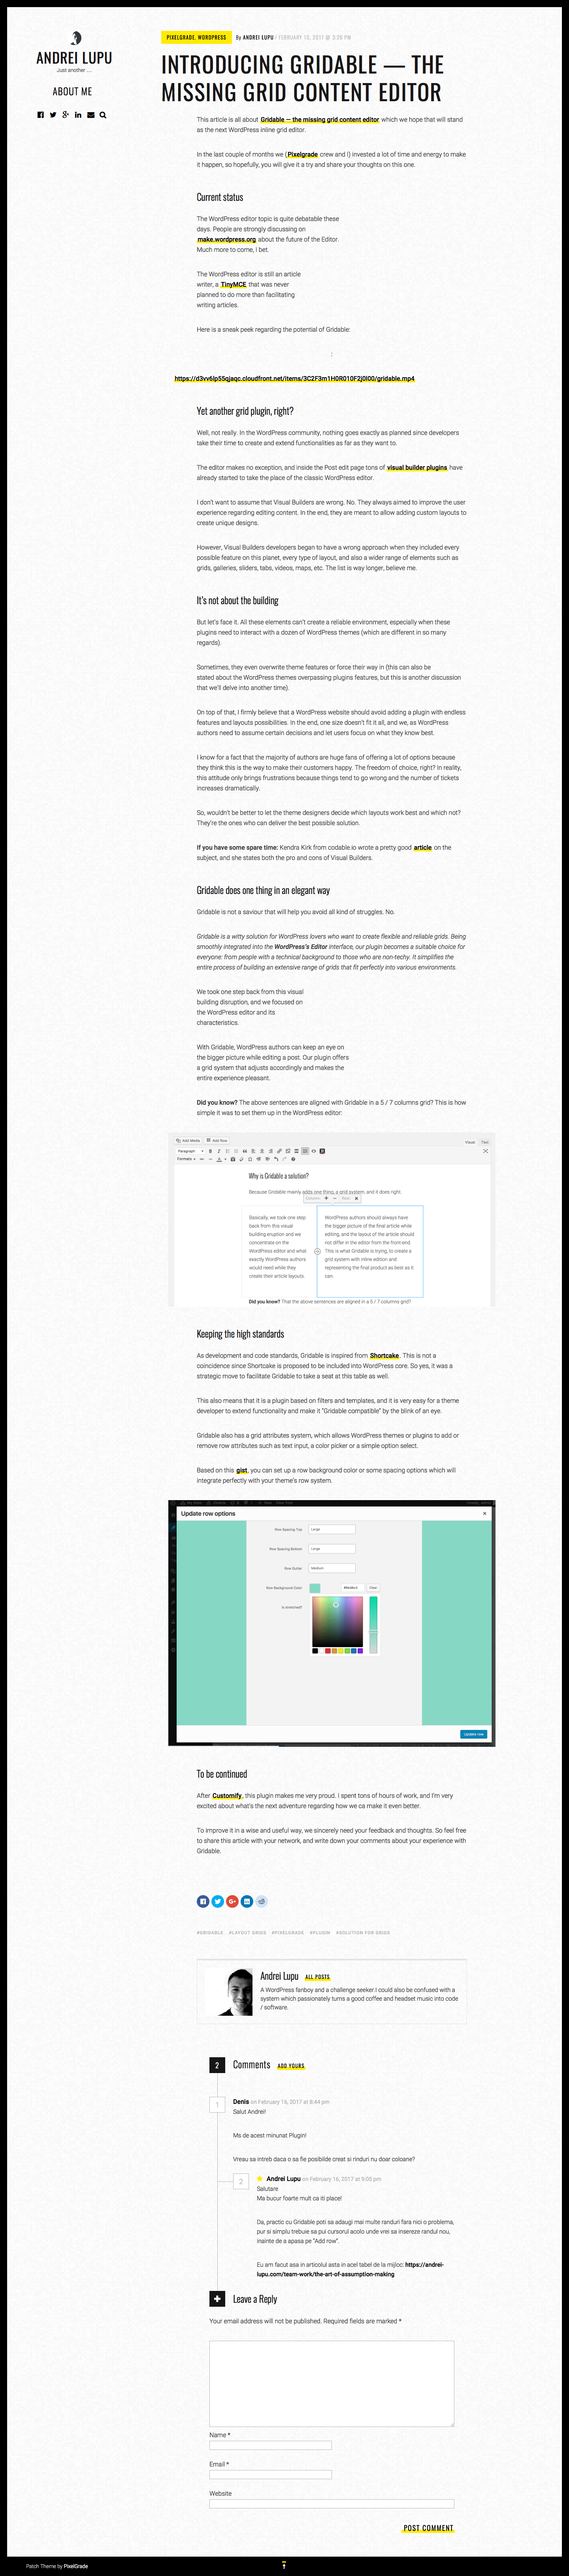 ANDREI LUPU
Just another ...
ABOUT ME
PIXELGRADE, WORDPRESS By ANDREI LUPU / FEBRUARY 15, 2017 @ 3:20 PM
INTRODUCING GRIDABLE — THE
MISSING GRID CONTENT EDITOR
This article is all about Gridable — the missing grid content editor which we hope that will stand
as the next WordPress inline grid editor.
In the last couple of months we (Pixelgrade crew and I) invested a lot of time and energy to make
it happen, so hopefully, you will give it a try and share your thoughts on this one.
Current status
The WordPress editor topic is quite debatable these
days. People are strongly discussing on
make.wordpress.org about the future of the Editor.
Much more to come, I bet.
The WordPress editor is still an article
writer, a TinyMCE that was never
planned to do more than facilitating
writing articles.
Here is a sneak peek regarding the potential of Gridable:
Yet another grid plugin, right?
Well, not really. In the WordPress community, nothing goes exactly as planned since developers
take their time to create and extend functionalities as far as they want to.
The editor makes no exception, and inside the Post edit page tons of visual builder plugins have
already started to take the place of the classic WordPress editor.
I don't want to assume that Visual Builders are wrong. No. They always aimed to improve the user
experience regarding editing content. In the end, they are meant to allow adding custom layouts to
create unique designs.
However, Visual Builders developers began to have a wrong approach when they included every
possible feature on this planet, every type of layout, and also a wider range of elements such as
grids, galleries, sliders, tabs, videos, maps, etc. The list is way longer, believe me.
It's not about the building
But let's face it. All these elements can't create a reliable environment, especially when these
plugins need to interact with a dozen of WordPress themes (which are different in so many
regards).
Sometimes, they even overwrite theme features or force their way in (this can also be
stated about the WordPress themes overpassing plugins features, but this is another discussion
that we'll delve into another time).
On top of that, I firmly believe that a WordPress website should avoid adding a plugin with endless
features and layouts possibilities. In the end, one size doesn't fit it all, and we, as WordPress
authors need to assume certain decisions and let users focus on what they know best.
I know for a fact that the majority of authors are huge fans of offering a lot of options because
they think this is the way to make their customers happy. The freedom of choice, right? In reality,
this attitude only brings frustrations because things tend to go wrong and the number of tickets
increases dramatically.
So, wouldn't be better to let the theme designers decide which layouts work best and which not?
They're the ones who can deliver the best possible solution.
If you have some spare time: Kendra Kirk from codable.io wrote a pretty good article on the
subject, and she states both the pro and cons of Visual Builders.
Gridable does one thing in an elegant way
Gridable is not a saviour that will help you avoid all kind of struggles. No.
Gridable is a witty solution for WordPress lovers who want to create flexible and reliable grids. Being
smoothly integrated into the WordPress's Editor interface, our plugin becomes a suitable choice for
everyone: from people with a technical background to those who are non-techy. It simplifies the
entire process of building an extensive range of grids that fit perfectly into various environments.
We took one step back from this visual
building disruption, and we focused on
the WordPress editor and its
characteristics.
With Gridable, WordPress authors can keep an eye on
the bigger picture while editing a post. Our plugin offers
a grid system that adjusts accordingly and makes the
entire experience pleasant.
Did you know? The above sentences are aligned with Gridable in a 5 / 7 columns grid? This is how
simple it was to set them up in the WordPress editor:
Add Media Add Row Visual Text
Paragraph
Formats
Why is Gridable a solution?
Because Gridable mainly adds one thing, a grid system, and it does right.
Columns: Row:
Basically, we took one step
back from this visual
building eruption and we
concentrate on the
WordPress editor and what
exactly WordPress authors
would need while they
create their article layouts.
WordPress authors should always have
the bigger picture of the final article while
editing, and the layout of the article should
not differ in the editor from the front-end.
This is what Gridable is trying, to create a
grid system with inline edition and
representing the final product as best as it
can.
Did you know? That the above sentences are aligned in a 5 / 7 columns grid?
Keeping the high standards
As development and code standards, Gridable is inspired from Shortcake. This is not a
coincidence since Shortcake is proposed to be included into WordPress core. So yes, it was a
strategic move to facilitate Gridable to take a seat at this table as well.
This also means that it is a plugin based on filters and templates, and it is very easy for a theme
developer to extend functionality and make it "Gridable compatible" by the blink of an eye.
Gridable also has a grid attributes system, which allows WordPress themes or plugins to add or
remove row attributes such as text input, a color picker or a simple option select.
Based on this gist, you can set up a row background color or some spacing options which will
integrate perfectly with your theme's row system.
Update row options
Row Spacing Top Large
Row Spacing Bottom Large
Row Gutter Medium
Row Background Color Clear
Is stretched?
Update row
To be continued
After Customify, this plugin makes me very proud. I spent tons of hours of work, and I'm very
excited about what's the next adventure regarding how we ca make it even better.
To improve it in a wise and useful way, we sincerely need your feedback and thoughts. So feel free
to share this article with your network, and write down your comments about your experience with
Gridable.
#GRIDABLE #LAYOUT GRIDS #PIXELGRADE #PLUGIN #SOLUTION FOR GRIDS
Andrei Lupu ALL POSTS
A WordPress fanboy and a challenge seeker.I could also be confused with a
system which passionately turns a good coffee and headset music into code
/ software.
2 Comments ADD YOURS
1 Denis on February 16, 2017 at 8:44 pm
Salut Andrei!
Ms de acest minunat Plugin!
Vreau sa intreb daca o sa fie posibilde creat si rinduri nu doar coloane?
2 Andrei Lupu on February 16, 2017 at 9:05 pm
Salutare
Ma bucur foarte mult ca iti place!
Da, practic cu Gridable poti sa adaugi mai multe randuri fara nici o problema,
pur si simplu trebuie sa pui cursorul acolo unde vrei sa insereze randul nou,
inainte de a apasa pe "Add row".
Eu am facut asa in articolul asta in acel tabel de la mijloc: https://andrei-
lupu.com/team-work/the-art-of-assumption-making
Leave a Reply
Your email address will not be published. Required fields are marked *
Name *
Email *
Website
POST COMMENT
Patch Theme by PixelGrade